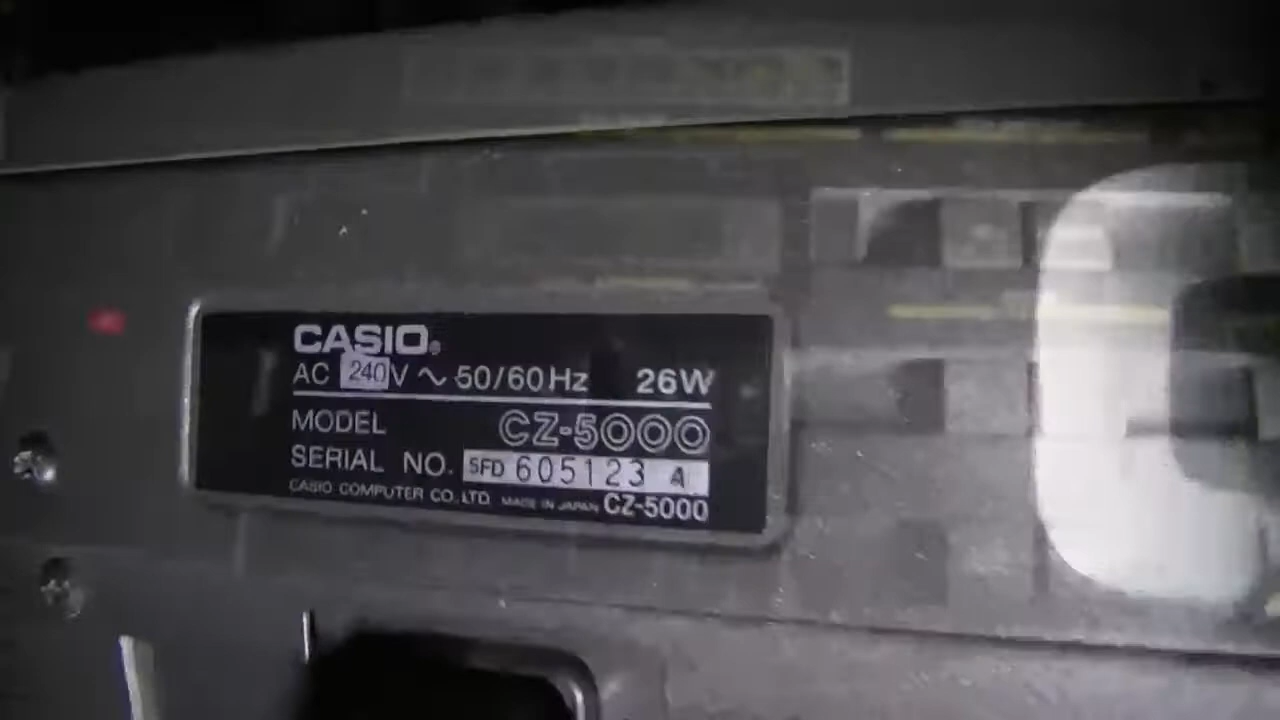 CASIO®
AC 240V ~ 50/60Hz 26W
MODEL CZ-5000
SERIAL NO. 5FD 605123 A
CASIO COMPUTER CO., LTD. MADE IN JAPAN CZ-5000